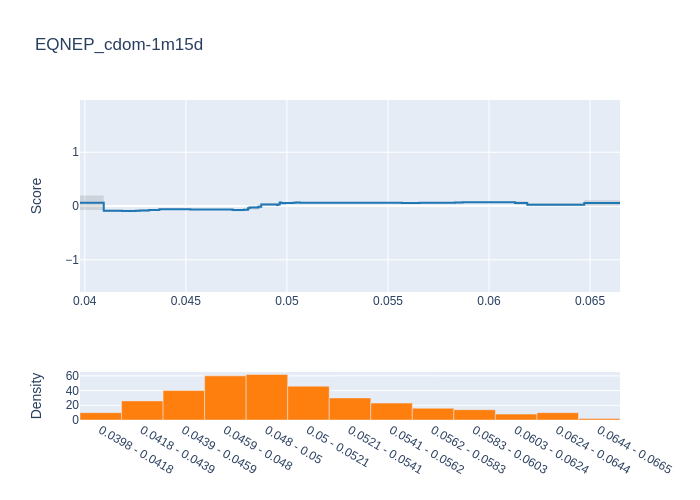 EQNEP_cdom-1m15d
Score
1
0
−1
0.04 0.045 0.05 0.055 0.06 0.065
Density
60
40
20
0
0.0398 - 0.0418
0.0418 - 0.0439
0.0439 - 0.0459
0.0459 - 0.048
0.048 - 0.05
0.05 - 0.0521
0.0521 - 0.0541
0.0541 - 0.0562
0.0562 - 0.0583
0.0583 - 0.0603
0.0603 - 0.0624
0.0624 - 0.0644
0.0644 - 0.0665